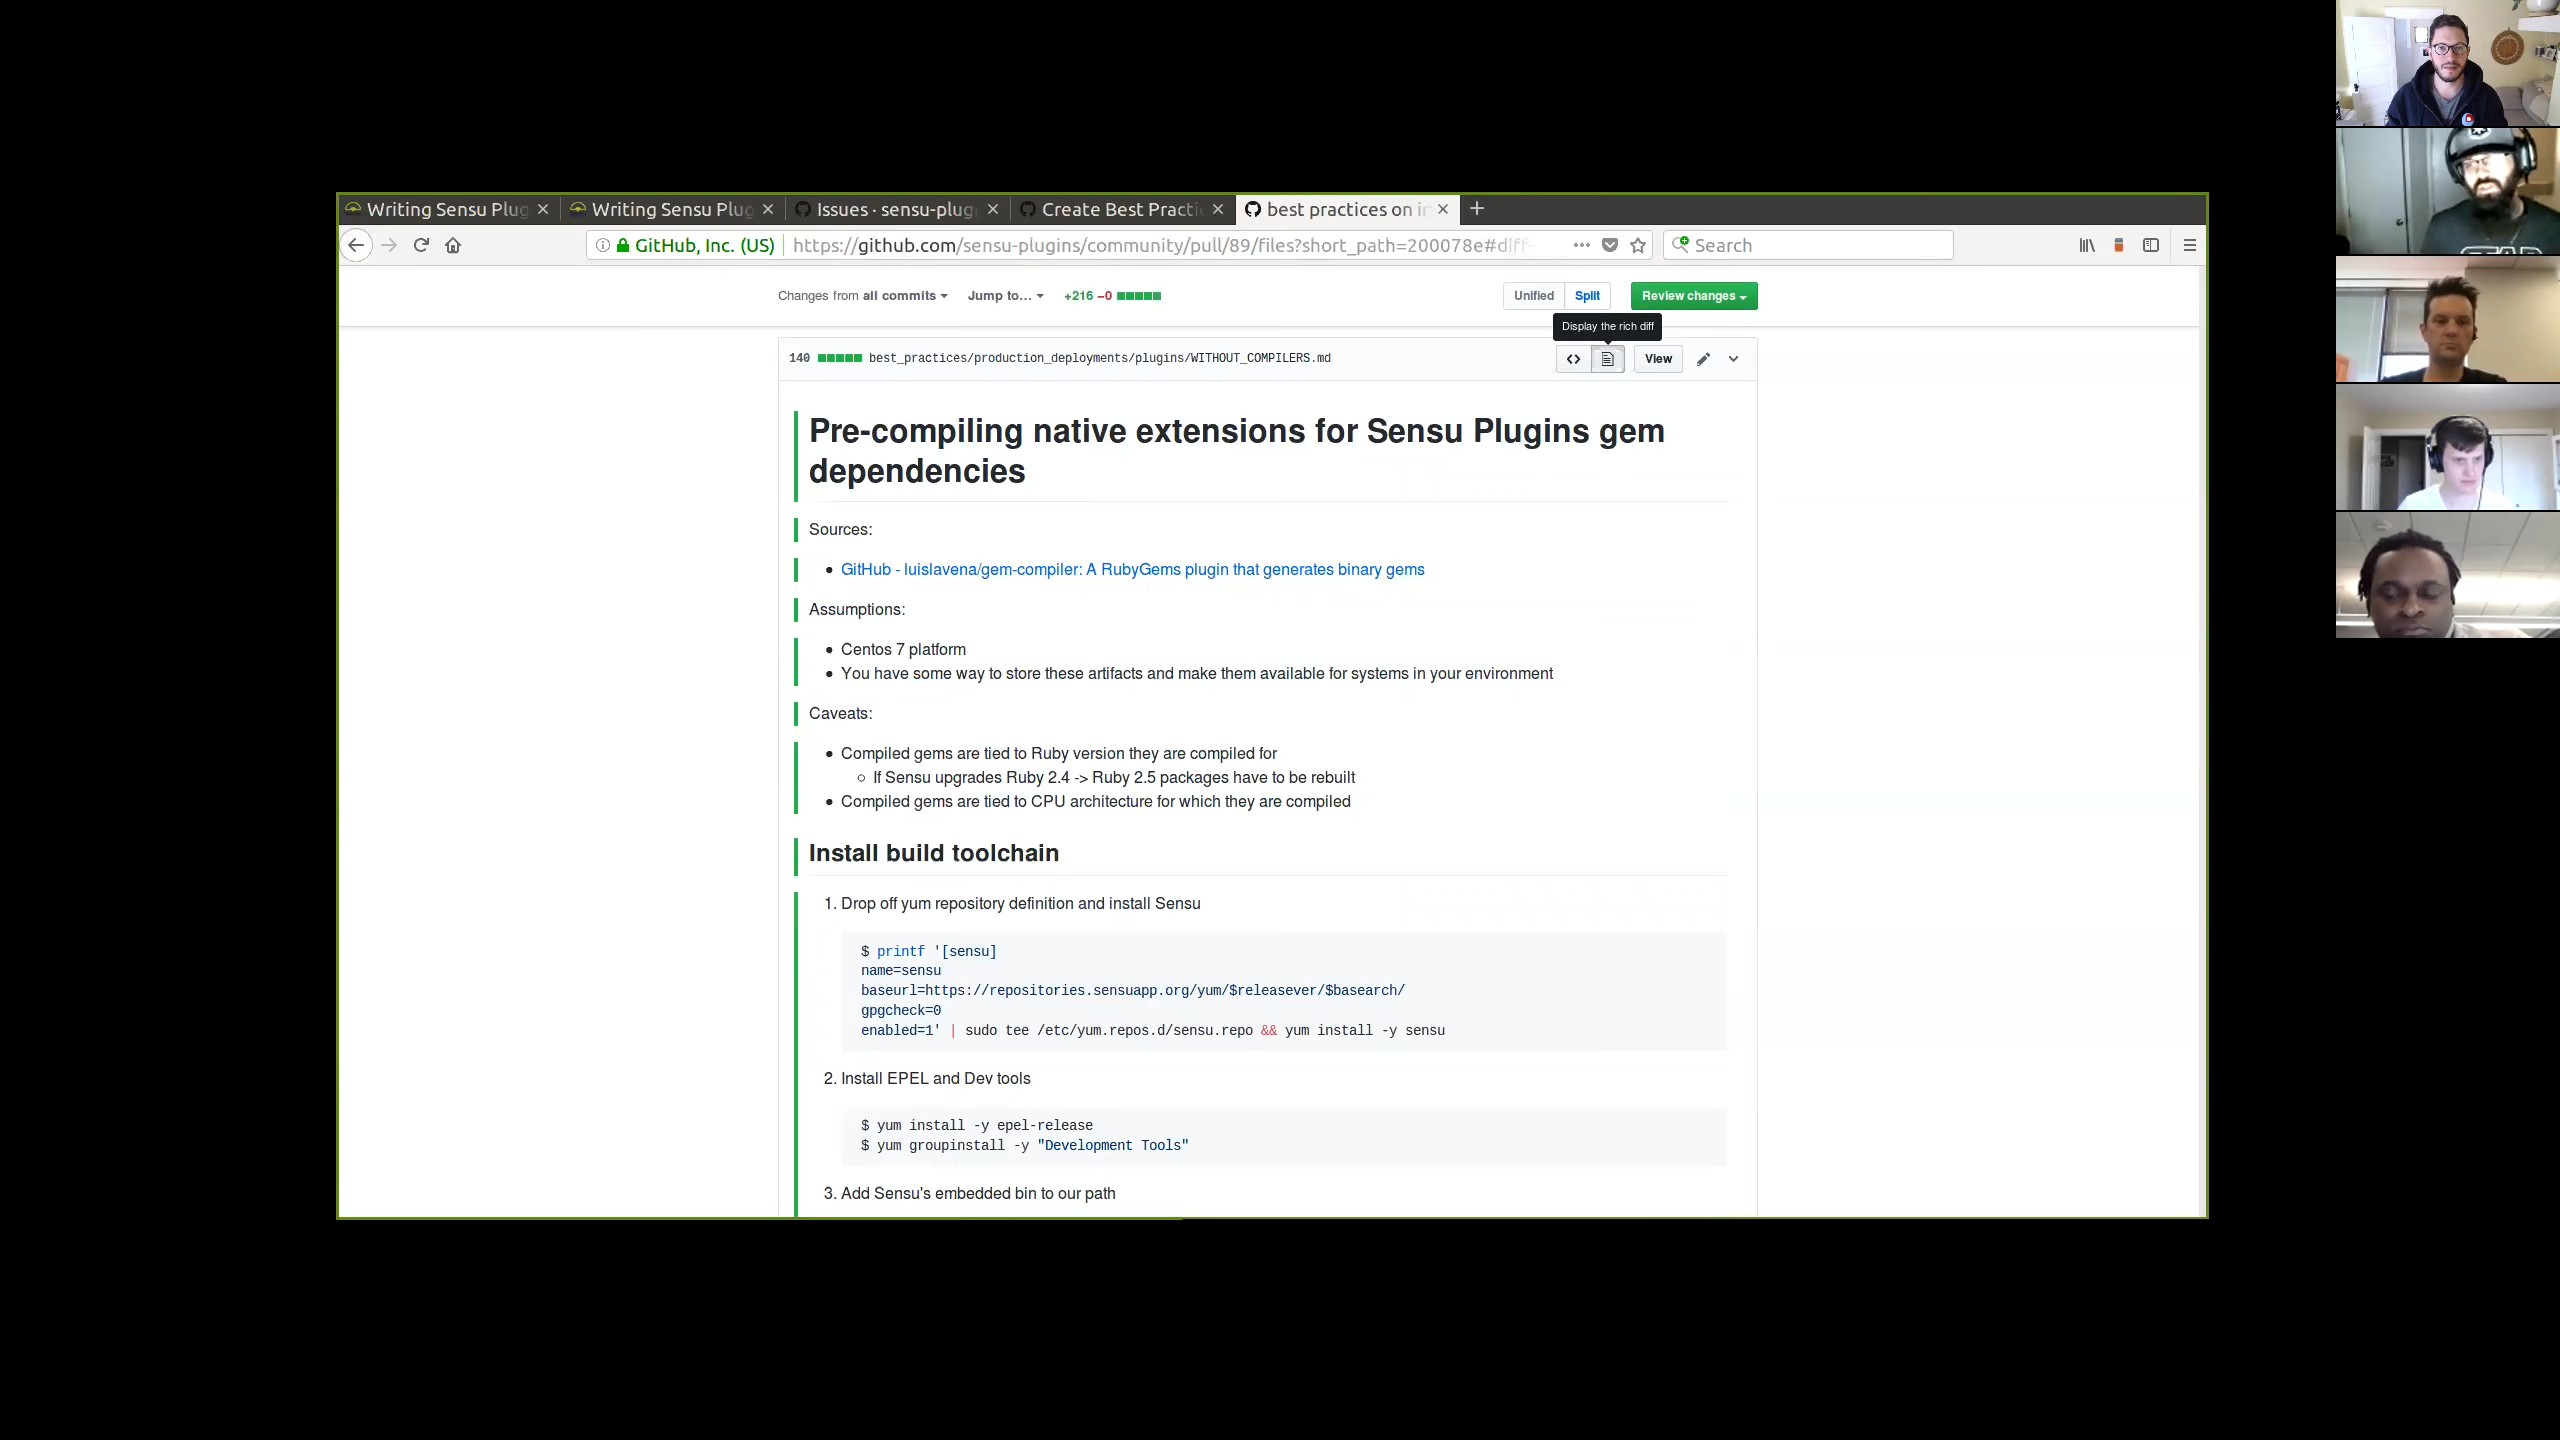 Writing Sensu Plug
Writing Sensu Plug
Issues · sensu-plug
Create Best Practi
best practices on in
GitHub, Inc. (US)
https://github.com/sensu-plugins/community/pull/89/files?short_path=200078e#diff-
Search
Changes from all commits
Jump to...
+216 −0
Unified
Split
Review changes
Display the rich diff
140
best_practices/production_deployments/plugins/WITHOUT_COMPILERS.md
<>
View
Pre-compiling native extensions for Sensu Plugins gem
dependencies
Sources:
GitHub - luislavena/gem-compiler: A RubyGems plugin that generates binary gems
Assumptions:
Centos 7 platform
You have some way to store these artifacts and make them available for systems in your environment
Caveats:
Compiled gems are tied to Ruby version they are compiled for
If Sensu upgrades Ruby 2.4 -> Ruby 2.5 packages have to be rebuilt
Compiled gems are tied to CPU architecture for which they are compiled
Install build toolchain
1. Drop off yum repository definition and install Sensu
$ printf '[sensu]
name=sensu
baseurl=https://repositories.sensuapp.org/yum/$releasever/$basearch/
gpgcheck=0
enabled=1' | sudo tee /etc/yum.repos.d/sensu.repo && yum install -y sensu
2. Install EPEL and Dev tools
$ yum install -y epel-release
$ yum groupinstall -y "Development Tools"
3. Add Sensu's embedded bin to our path